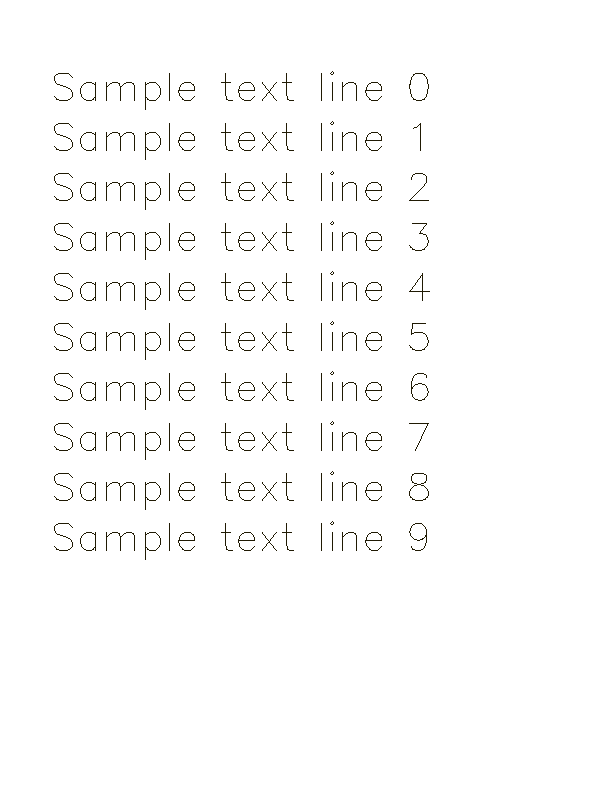 Sample text line 0
Sample text line 1
Sample text line 2
Sample text line 3
Sample text line 4
Sample text line 5
Sample text line 6
Sample text line 7
Sample text line 8
Sample text line 9